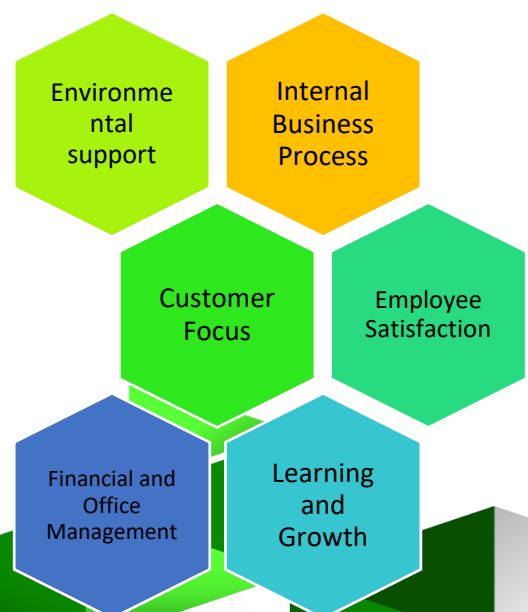 Environme
ntal
support
Internal
Business
Process
Customer
Focus
Employee
Satisfaction
Financial and
Office
Management
Learning
and
Growth